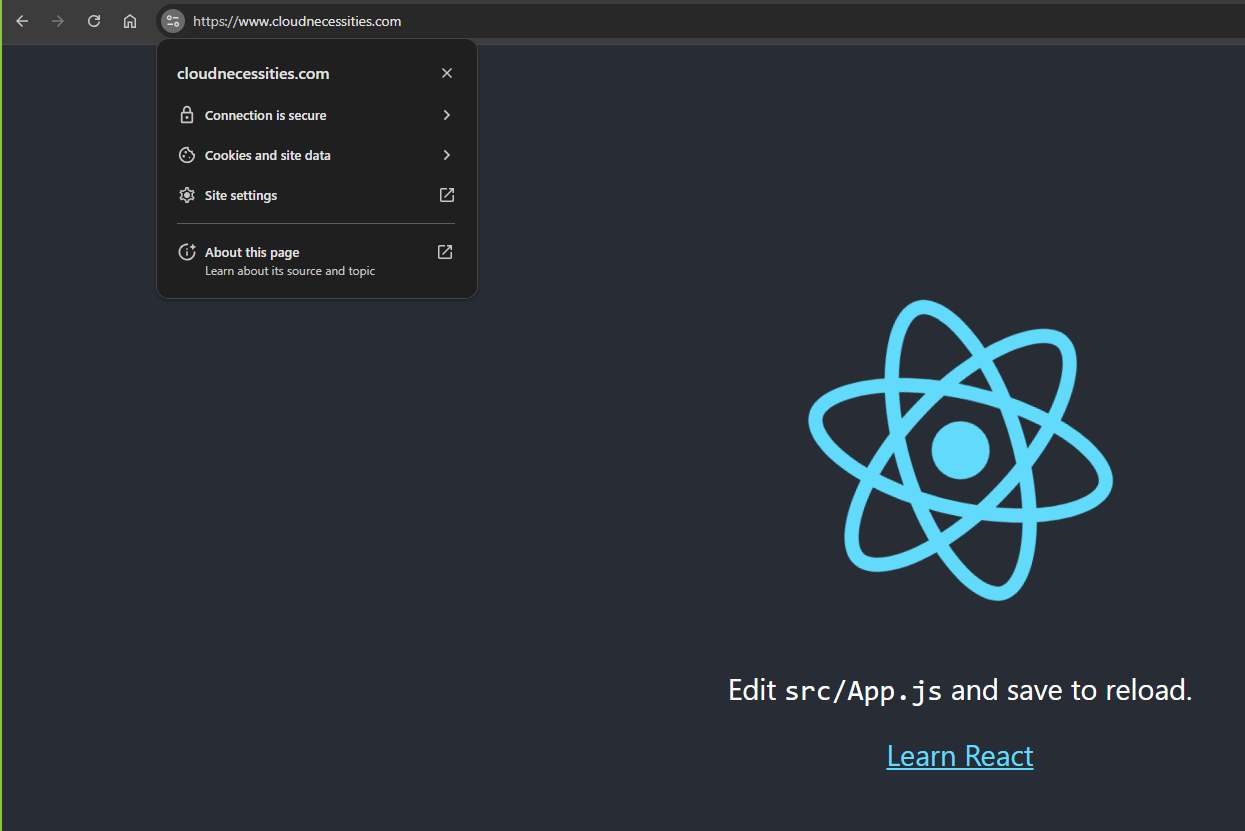 https://www.cloudnecessities.com
cloudnecessities.com
Connection is secure
Cookies and site data
Site settings
About this page
Learn about its source and topic
Edit src/App.js and save to reload.
Learn React